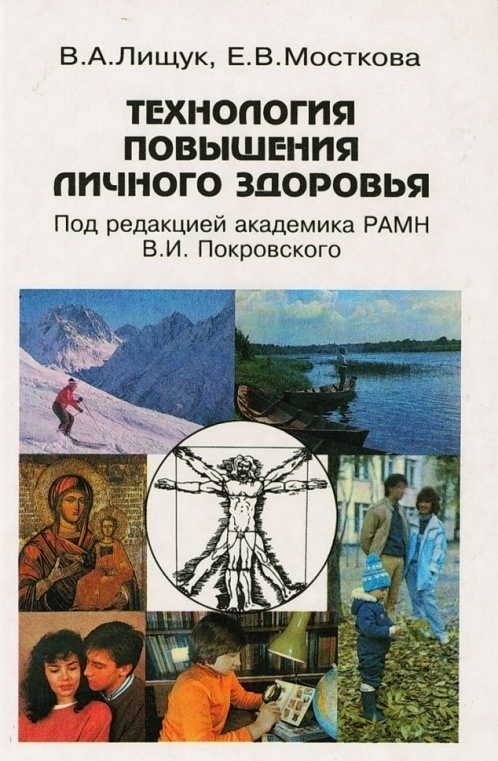 В.А.Лищук, Е.В.Мосткова
ТЕХНОЛОГИЯ
ПОВЫШЕНИЯ
ЛИЧНОГО ЗДОРОВЬЯ
Под редакцией академика РАМН
В.И. Покровского